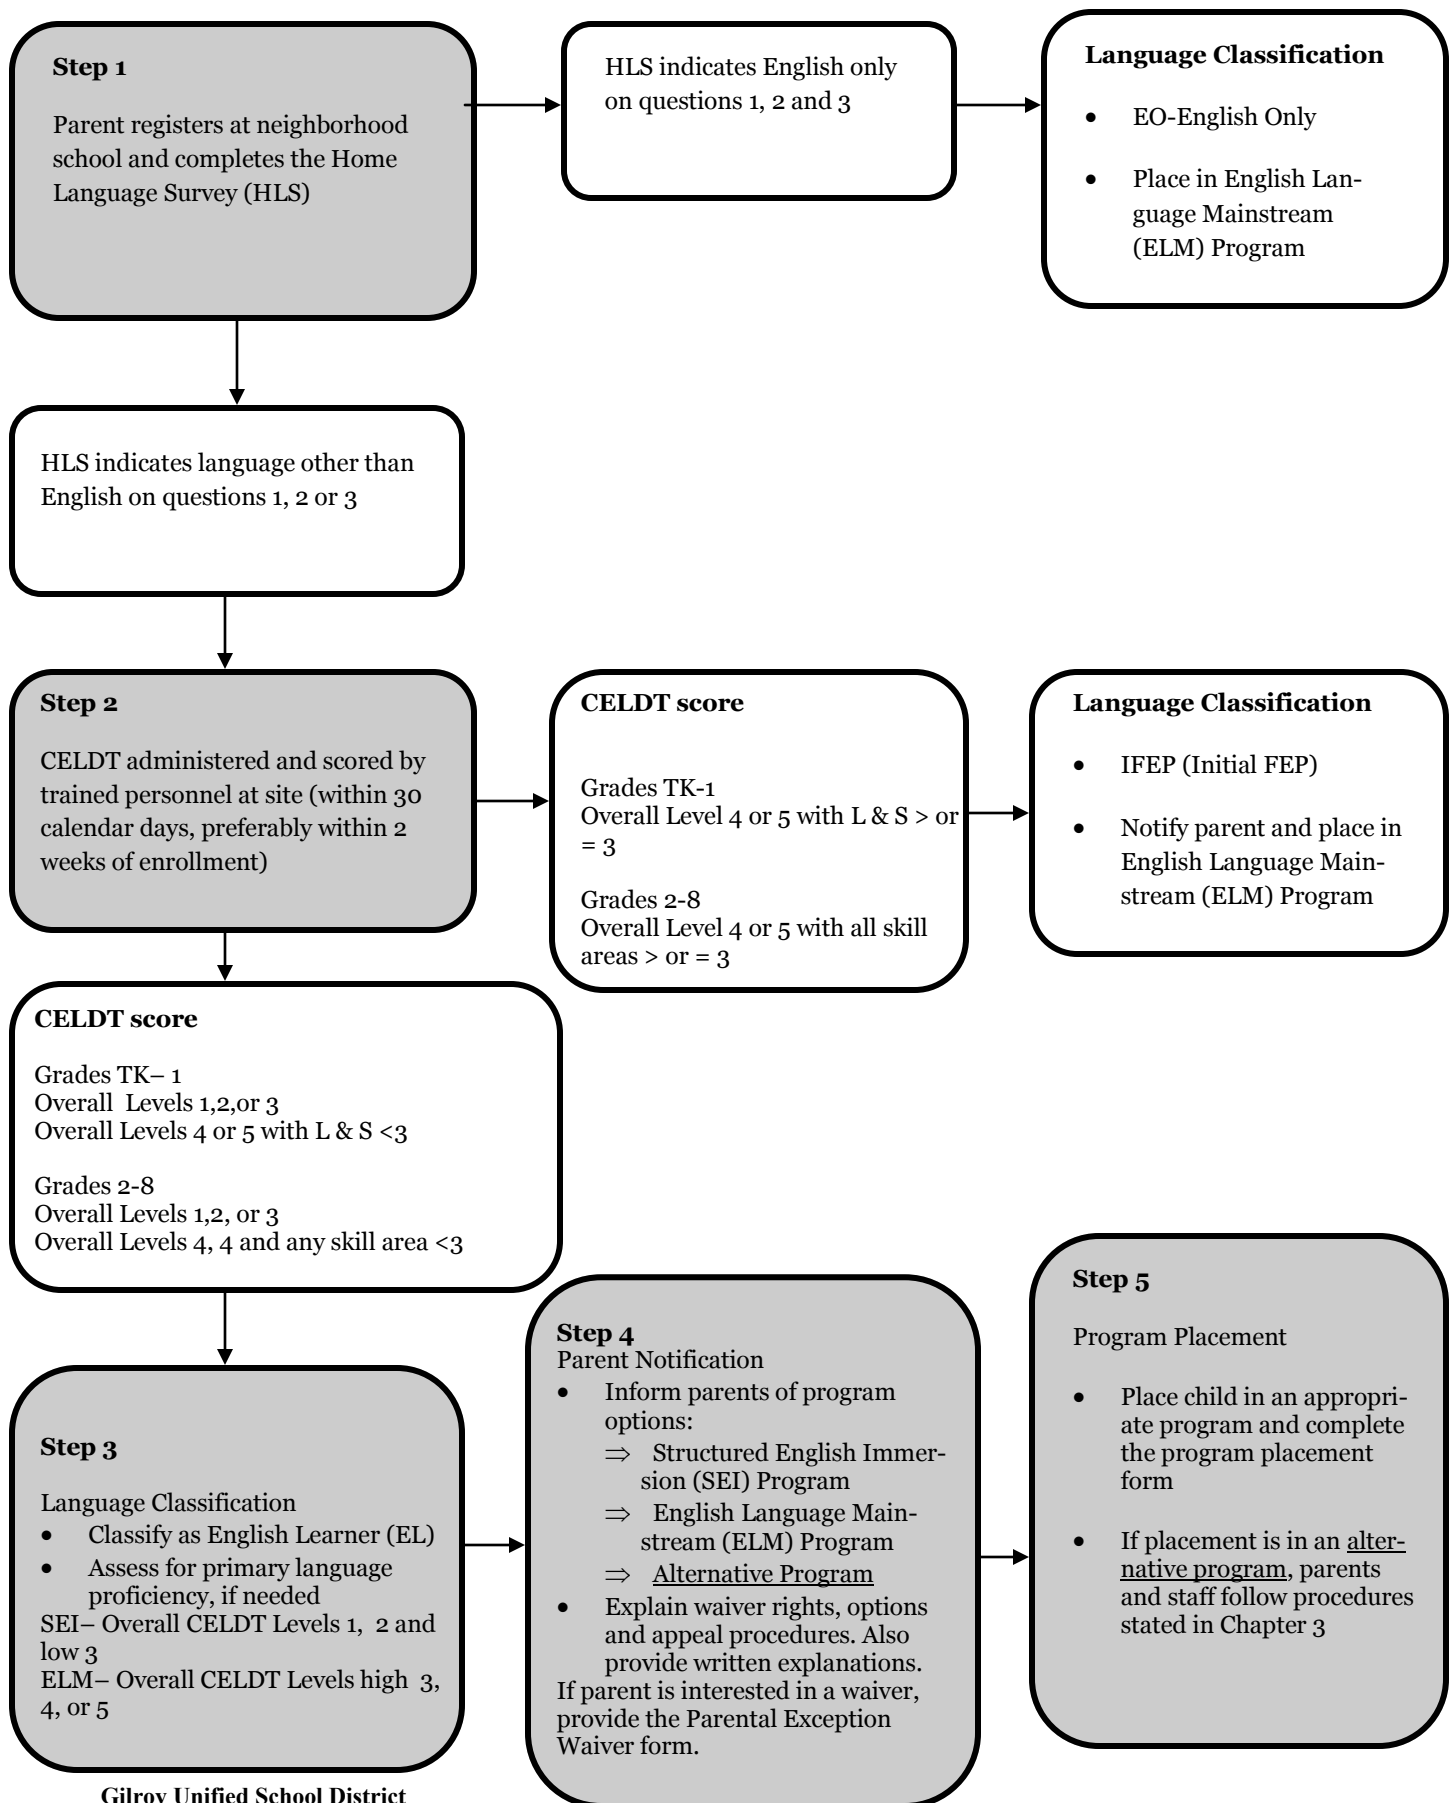 Step 1
Parent registers at neighborhood
school and completes the Home
Language Survey (HLS)
HLS indicates English only
on questions 1, 2 and 3
Language Classification
• EO-English Only
• Place in English Lan-
guage Mainstream
(ELM) Program
HLS indicates language other than
English on questions 1, 2 or 3
Step 2
CELDT administered and scored by
trained personnel at site (within 30
calendar days, preferably within 2
weeks of enrollment)
CELDT score
Grades TK-1
Overall Level 4 or 5 with L & S > or
= 3
Grades 2-8
Overall Level 4 or 5 with all skill
areas > or = 3
Language Classification
• IFEP (Initial FEP)
• Notify parent and place in
English Language Main-
stream (ELM) Program
CELDT score
Grades TK– 1
Overall Levels 1,2,or 3
Overall Levels 4 or 5 with L & S <3
Grades 2-8
Overall Levels 1,2, or 3
Overall Levels 4, 4 and any skill area <3
Step 3
Language Classification
• Classify as English Learner (EL)
• Assess for primary language
proficiency, if needed
SEI– Overall CELDT Levels 1, 2 and
low 3
ELM– Overall CELDT Levels high 3,
4, or 5
Step 4
Parent Notification
• Inform parents of program
options:
⇒ Structured English Immer-
sion (SEI) Program
⇒ English Language Main-
stream (ELM) Program
⇒ Alternative Program
• Explain waiver rights, options
and appeal procedures. Also
provide written explanations.
If parent is interested in a waiver,
provide the Parental Exception
Waiver form.
Step 5
Program Placement
• Place child in an appropri-
ate program and complete
the program placement
form
• If placement is in an alter-
native program, parents
and staff follow procedures
stated in Chapter 3
Gilroy Unified School District